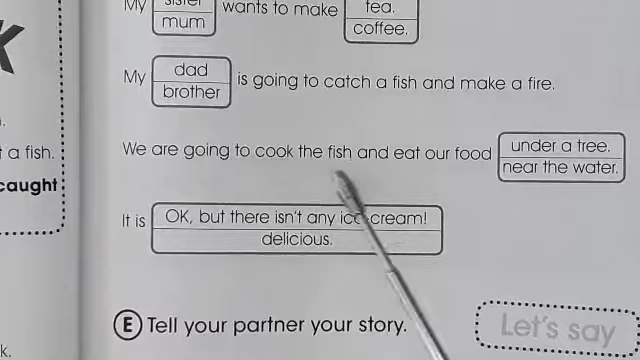 My sister wants to make tea.
mum coffee.
My dad is going to catch a fish and make a fire.
brother
t a fish.
We are going to cook the fish and eat our food under a tree.
near the water.
caught
It is OK, but there isn't any ice-cream!
delicious.
E Tell your partner your story.
Let's say
k.